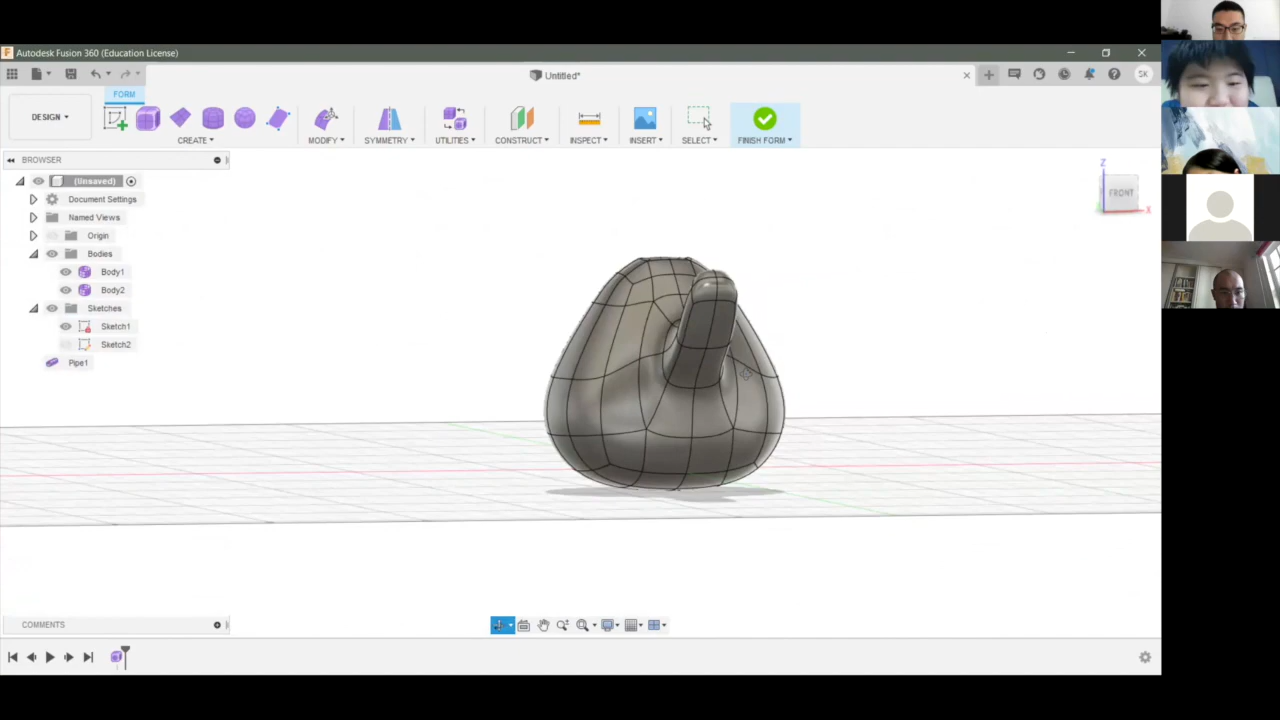 Autodesk Fusion 360 (Education License)
Untitled*
SK
DESIGN
FORM
CREATE
MODIFY
SYMMETRY
UTILITIES
CONSTRUCT
INSPECT
INSERT
SELECT
FINISH FORM
BROWSER
(Unsaved)
Document Settings
Named Views
Origin
Bodies
Body1
Body2
Sketches
Sketch1
Sketch2
Pipe1
Z
FRONT
X
COMMENTS